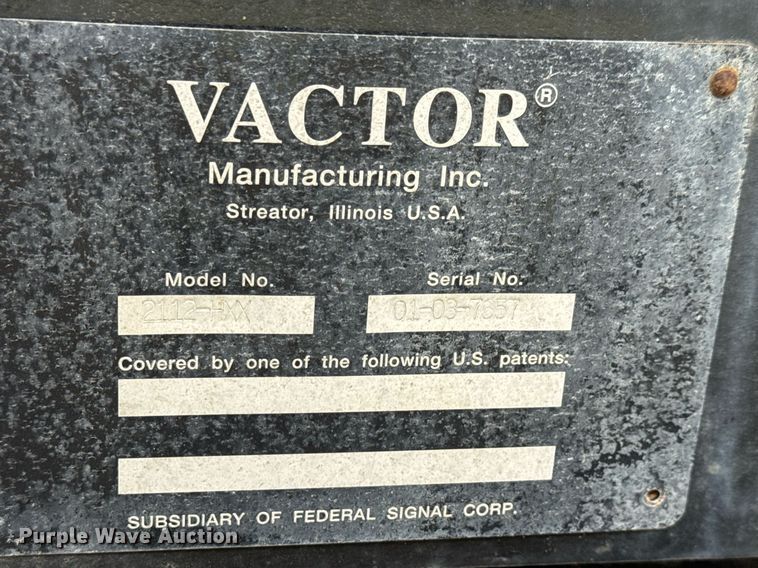 VACTOR®
Manufacturing Inc.
Streator, Illinois U.S.A.
Model No. Serial No.
Covered by one of the following U.S. patents:
SUBSIDIARY OF FEDERAL SIGNAL CORP.
Purple Wave Auction